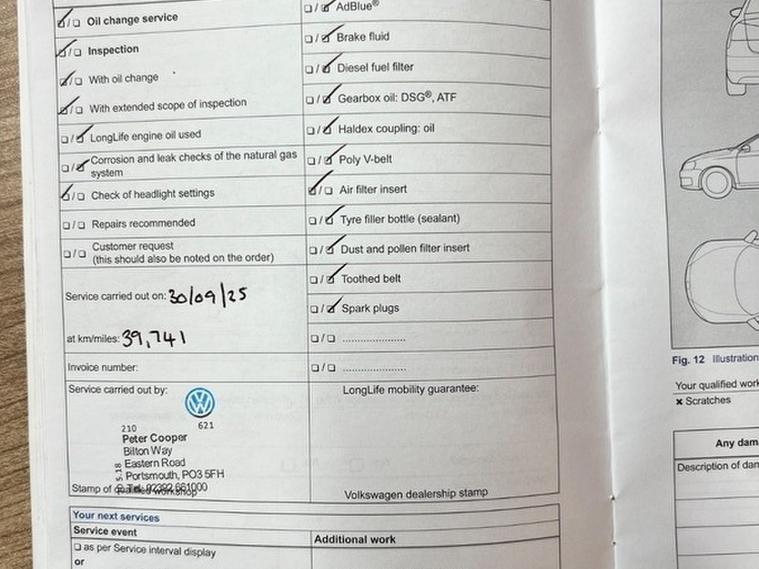 ☑/☐ Oil change service
☑/☐ Inspection
☑/☐ With oil change
☑/☐ With extended scope of inspection
☐/☑ LongLife engine oil used
☐/☑ Corrosion and leak checks of the natural gas
system
☑/☐ Check of headlight settings
☐/☐ Repairs recommended
☐/☐ Customer request
(this should also be noted on the order)
Service carried out on: 30/09/25
at km/miles: 39,741
Invoice number:
Service carried out by:
VW
210 621
Peter Cooper
Bilton Way
Eastern Road
Portsmouth, PO3 5FH
5.18
Stamp of qualified workshop
☐/☑ AdBlue®
☐/☑ Brake fluid
☐/☑ Diesel fuel filter
☐/☑ Gearbox oil: DSG®, ATF
☐/☑ Haldex coupling: oil
☐/☑ Poly V-belt
☑/☐ Air filter insert
☐/☑ Tyre filler bottle (sealant)
☐/☑ Dust and pollen filter insert
☐/☑ Toothed belt
☐/☑ Spark plugs
☐/☐ .....................
☐/☐ .....................
LongLife mobility guarantee:
Volkswagen dealership stamp
Your next services
Service event
Additional work
☐ as per Service interval display
or
Fig. 12 Illustration
Your qualified work
× Scratches
Any dam
Description of dam